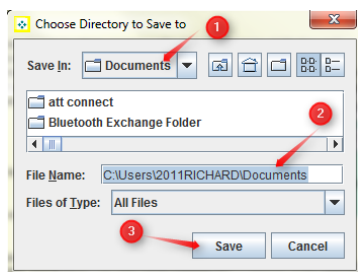 Choose Directory to Save to
1
Save In: Documents
att connect
Bluetooth Exchange Folder
2
File Name: C:\Users\2011RICHARD\Documents
Files of Type: All Files
3
Save Cancel